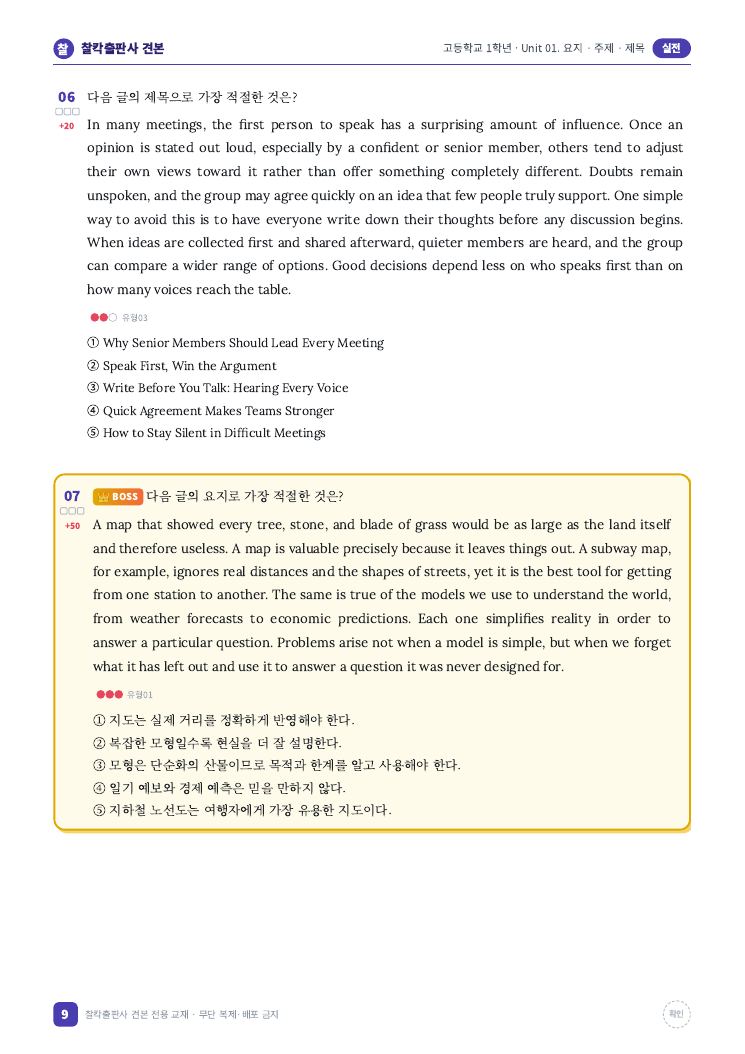 찰 찰칵출판사 견본
고등학교 1학년 · Unit 01. 요지 · 주제 · 제목 실전
06 다음 글의 제목으로 가장 적절한 것은?
+20
In many meetings, the first person to speak has a surprising amount of influence. Once an
opinion is stated out loud, especially by a confident or senior member, others tend to adjust
their own views toward it rather than offer something completely different. Doubts remain
unspoken, and the group may agree quickly on an idea that few people truly support. One simple
way to avoid this is to have everyone write down their thoughts before any discussion begins.
When ideas are collected first and shared afterward, quieter members are heard, and the group
can compare a wider range of options. Good decisions depend less on who speaks first than on
how many voices reach the table.
유형03
① Why Senior Members Should Lead Every Meeting
② Speak First, Win the Argument
③ Write Before You Talk: Hearing Every Voice
④ Quick Agreement Makes Teams Stronger
⑤ How to Stay Silent in Difficult Meetings
07 BOSS 다음 글의 요지로 가장 적절한 것은?
+50
A map that showed every tree, stone, and blade of grass would be as large as the land itself
and therefore useless. A map is valuable precisely because it leaves things out. A subway map,
for example, ignores real distances and the shapes of streets, yet it is the best tool for getting
from one station to another. The same is true of the models we use to understand the world,
from weather forecasts to economic predictions. Each one simplifies reality in order to
answer a particular question. Problems arise not when a model is simple, but when we forget
what it has left out and use it to answer a question it was never designed for.
유형01
① 지도는 실제 거리를 정확하게 반영해야 한다.
② 복잡한 모형일수록 현실을 더 잘 설명한다.
③ 모형은 단순화의 산물이므로 목적과 한계를 알고 사용해야 한다.
④ 일기 예보와 경제 예측은 믿을 만하지 않다.
⑤ 지하철 노선도는 여행자에게 가장 유용한 지도이다.
9 찰칵출판사 견본 전용 교재 · 무단 복제·배포 금지
확인